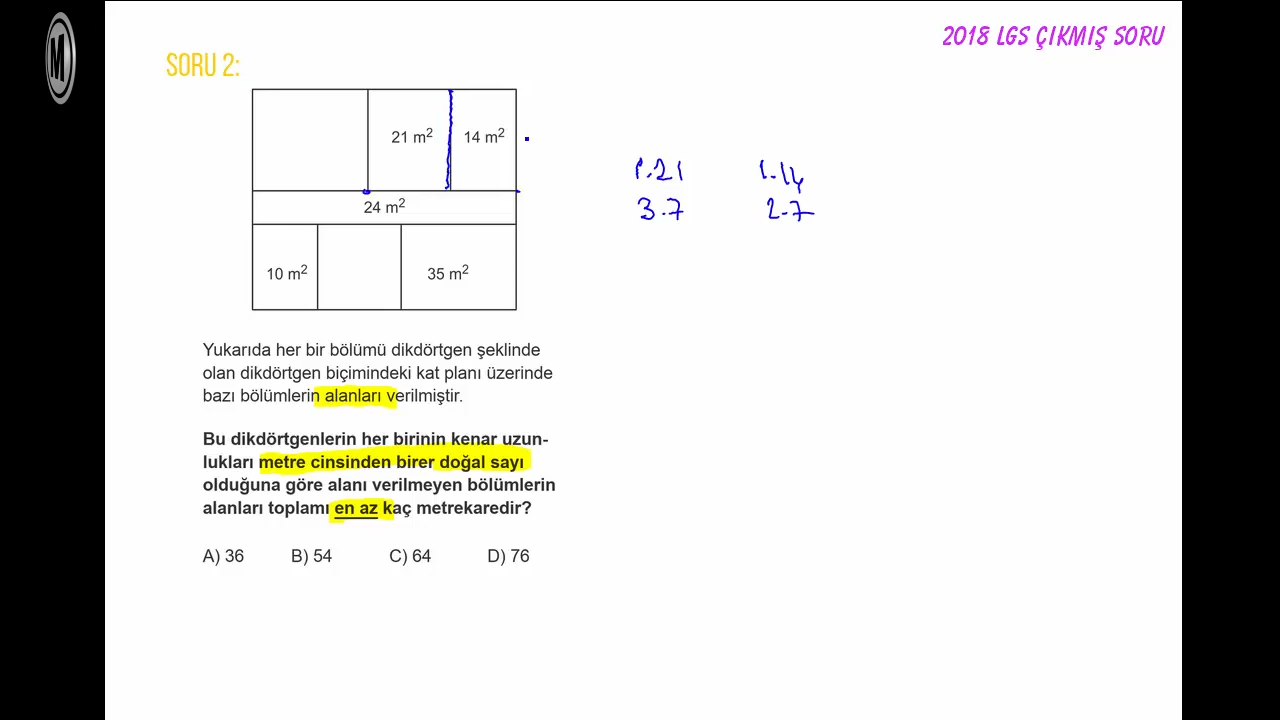 M
2018 LGS ÇIKMIŞ SORU
SORU 2:
21 m² 14 m²
24 m²
10 m² 35 m²
1.21 1.14
3.7 2.7
Yukarıda her bir bölümü dikdörtgen şeklinde
olan dikdörtgen biçimindeki kat planı üzerinde
bazı bölümlerin alanları verilmiştir.
Bu dikdörtgenlerin her birinin kenar uzun-
lukları metre cinsinden birer doğal sayı
olduğuna göre alanı verilmeyen bölümlerin
alanları toplamı en az kaç metrekaredir?
A) 36 B) 54 C) 64 D) 76